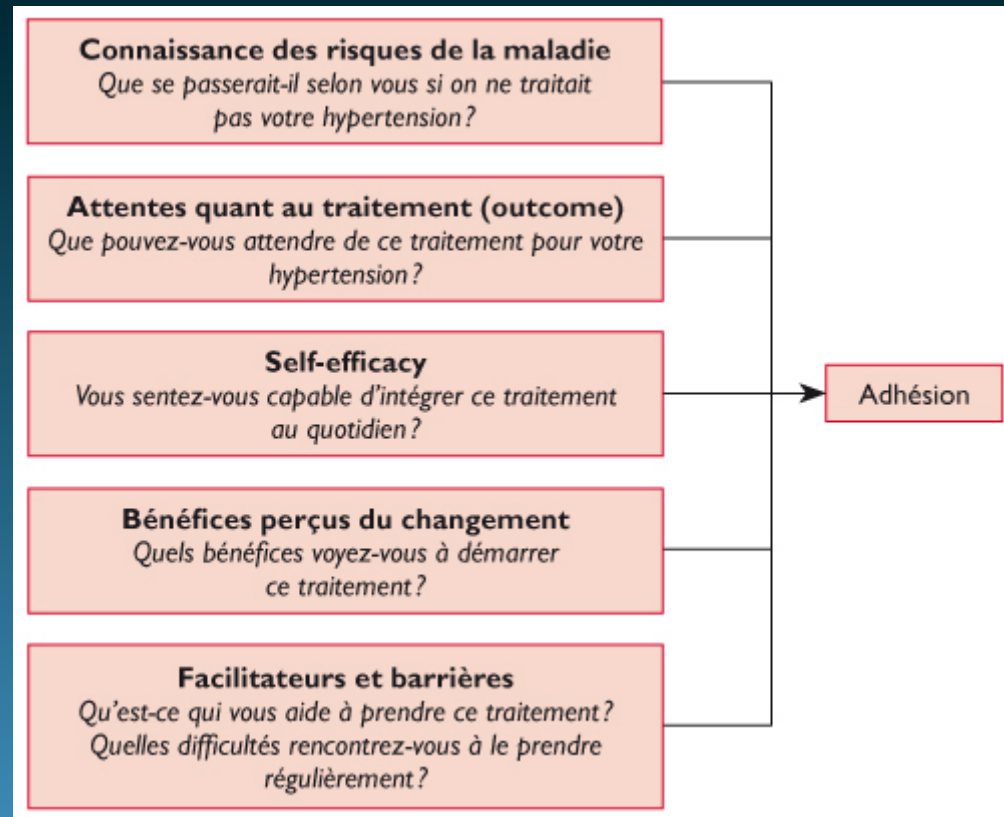 Connaissance des risques de la maladie
Que se passerait-il selon vous si on ne traitait
pas votre hypertension ?
Attentes quant au traitement (outcome)
Que pouvez-vous attendre de ce traitement pour votre
hypertension ?
Self-efficacy
Vous sentez-vous capable d'intégrer ce traitement
au quotidien ?
Bénéfices perçus du changement
Quels bénéfices voyez-vous à démarrer
ce traitement ?
Facilitateurs et barrières
Qu'est-ce qui vous aide à prendre ce traitement ?
Quelles difficultés rencontrez-vous à le prendre
régulièrement ?
Adhésion